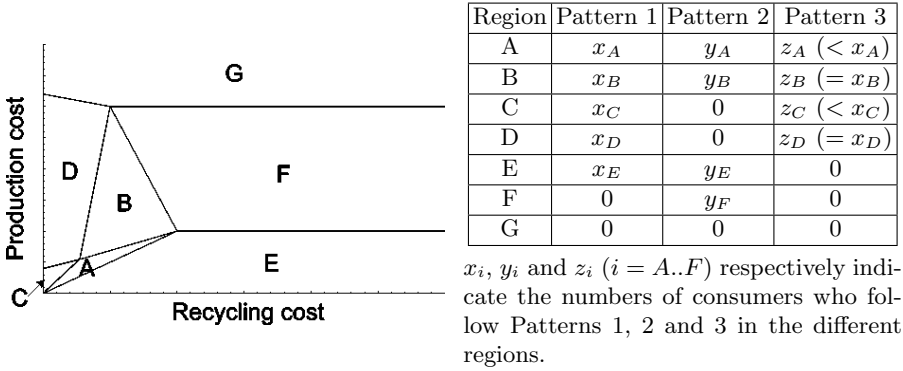 G
D
F
B
E
A
C
Production cost
Recycling cost
Region Pattern 1 Pattern 2 Pattern 3
A x_A y_A z_A (< x_A)
B x_B y_B z_B (= x_B)
C x_C 0 z_C (< x_C)
D x_D 0 z_D (= x_D)
E x_E y_E 0
F 0 y_F 0
G 0 0 0
x_i, y_i and z_i (i = A..F) respectively indi-
cate the numbers of consumers who fol-
low Patterns 1, 2 and 3 in the different
regions.